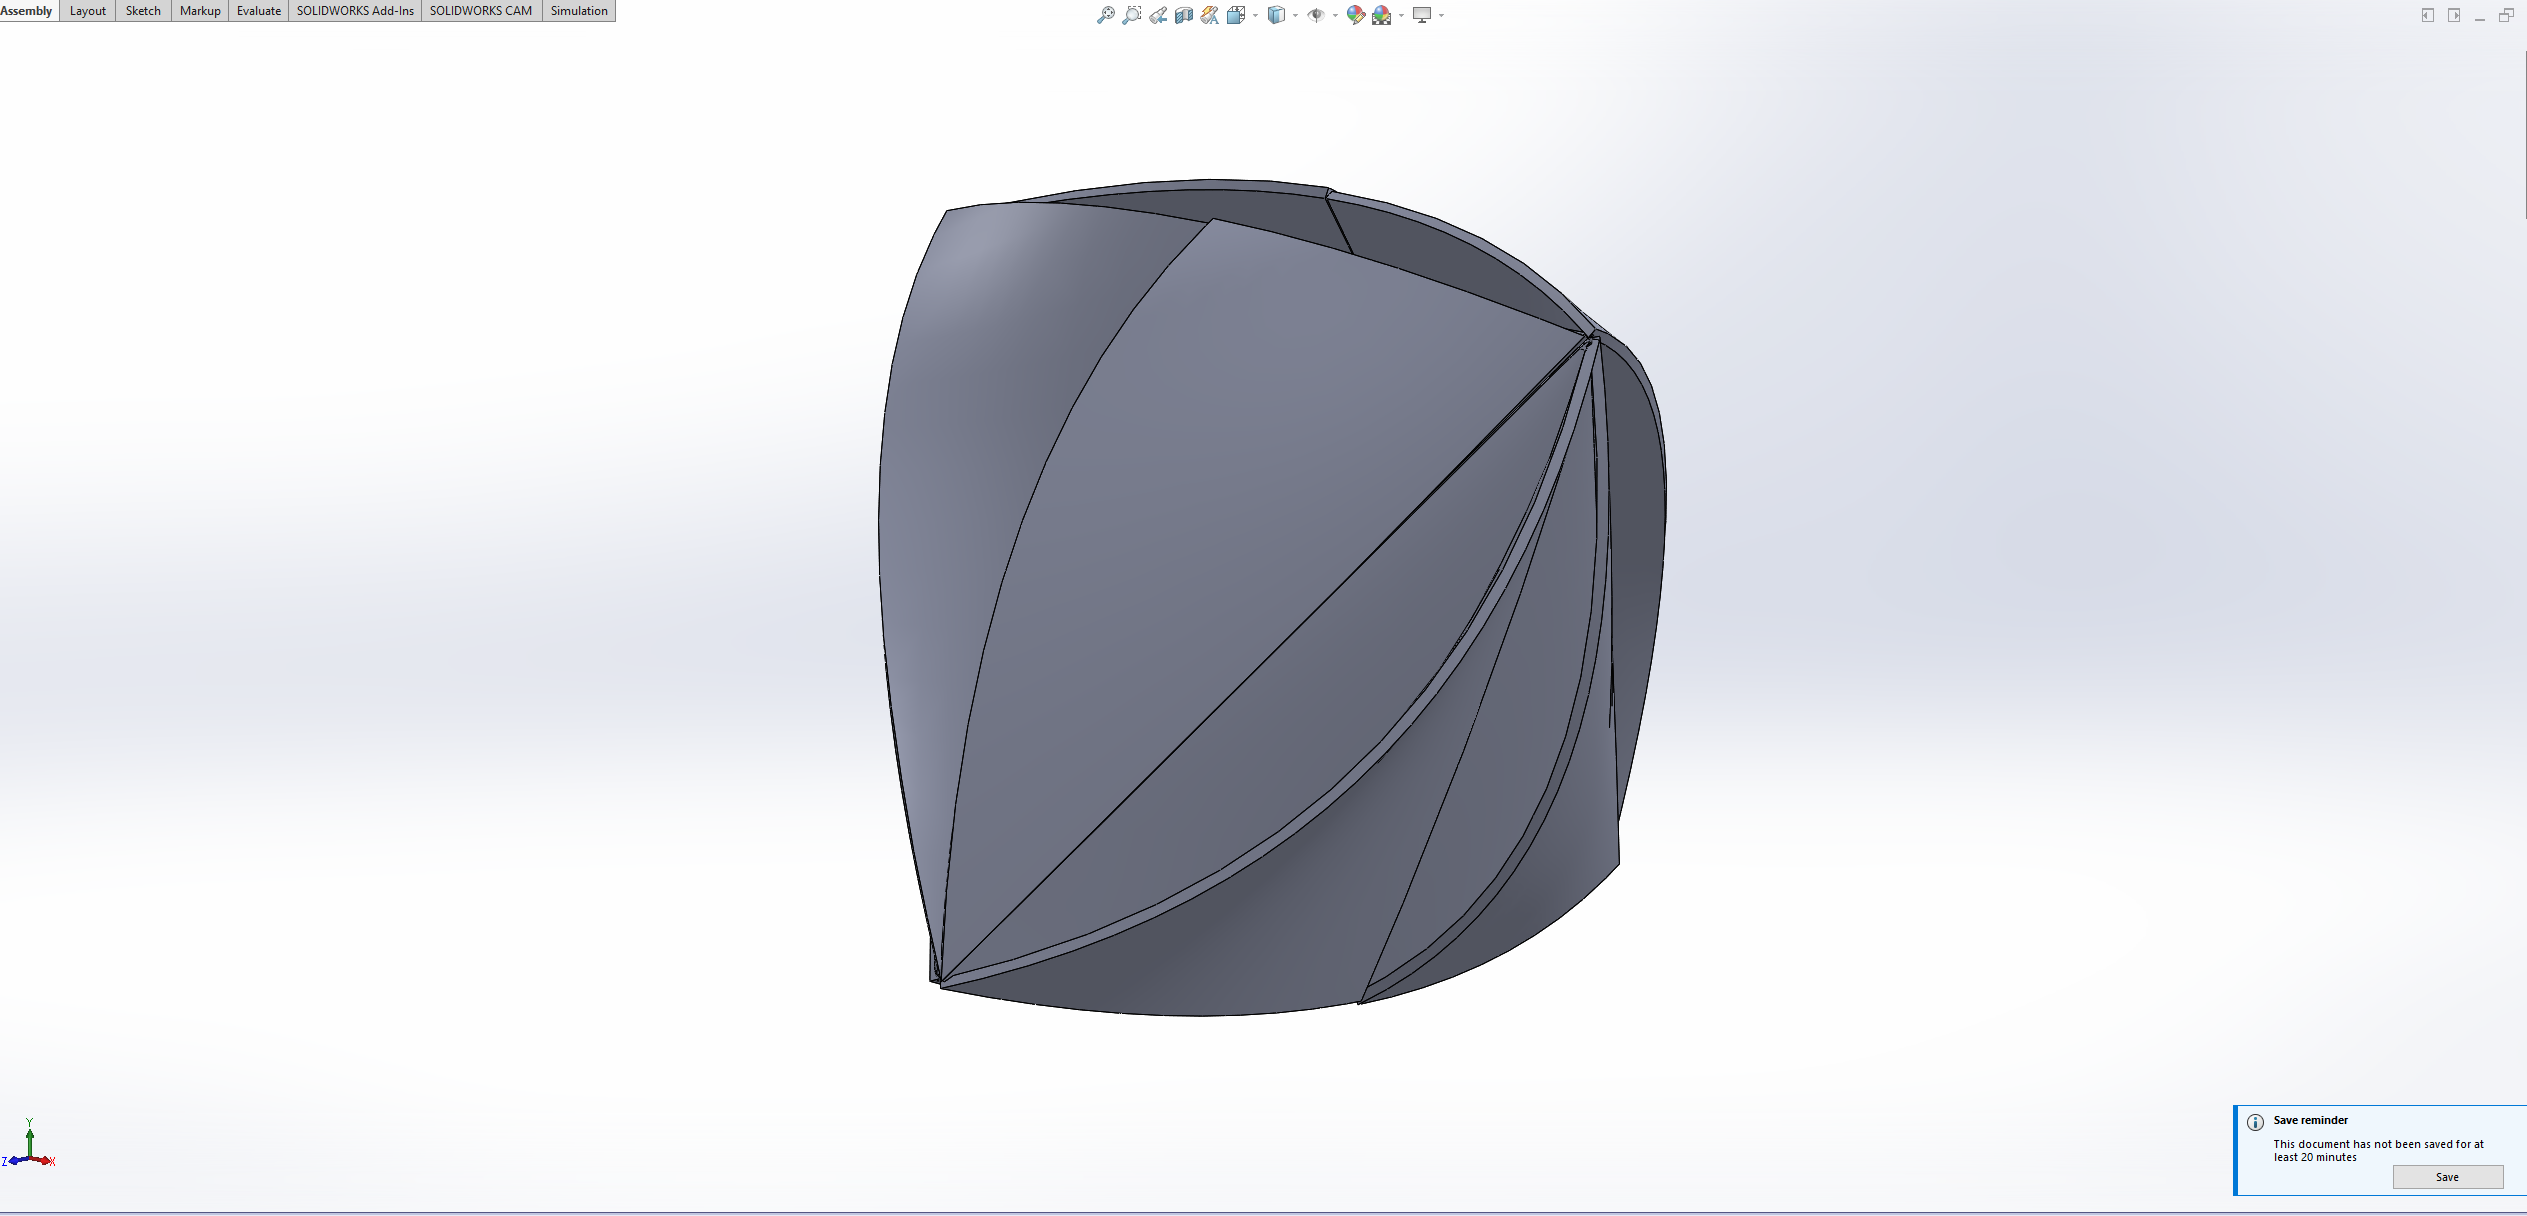 Assembly Layout Sketch Markup Evaluate SOLIDWORKS Add-Ins SOLIDWORKS CAM Simulation
Save reminder
This document has not been saved for at
least 20 minutes
Save
Y
Z X